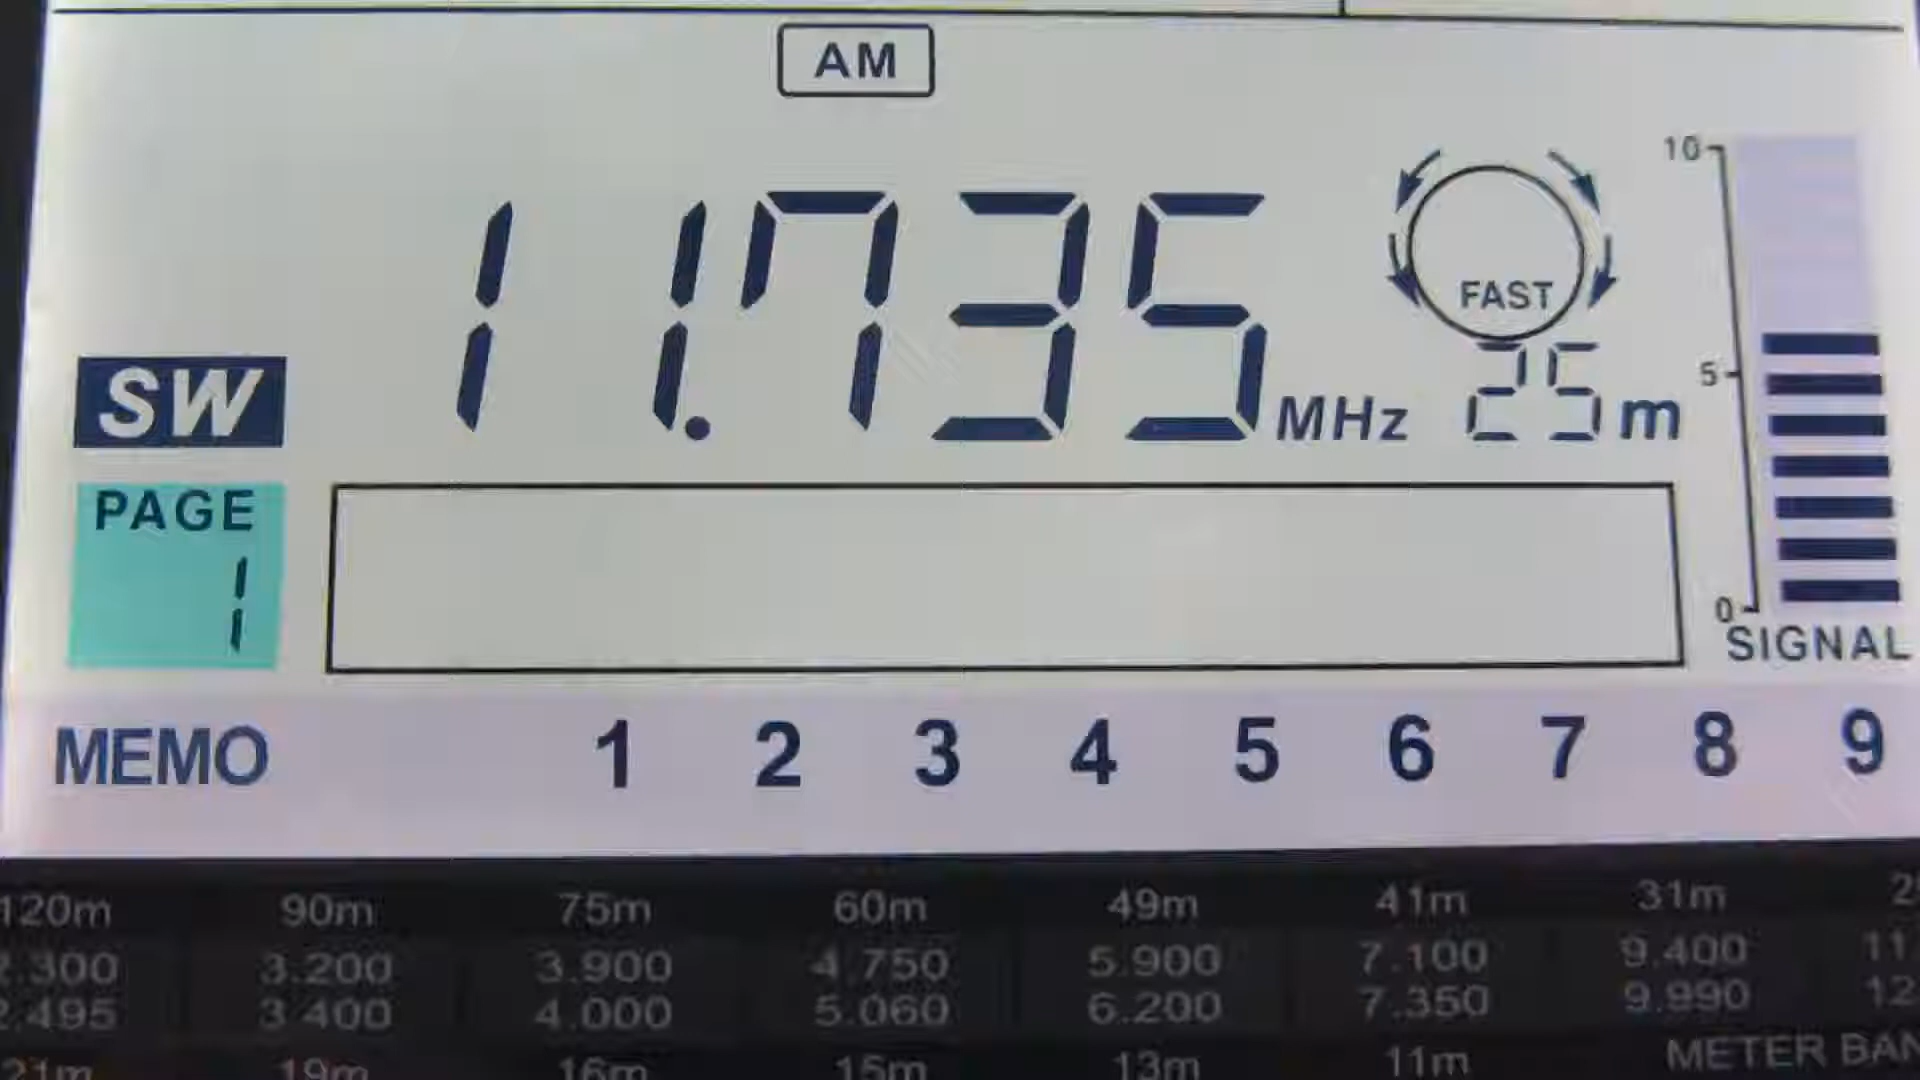 AM
11.735 MHz
FAST
25 m
10
5
0
SIGNAL
SW
PAGE
1
MEMO 1 2 3 4 5 6 7 8 9
120m 90m 75m 60m 49m 41m 31m
.300 3.200 3.900 4.750 5.900 7.100 9.400 11.
2.495 3.400 4.000 5.060 6.200 7.350 9.990 12.
21m 19m 16m 15m 13m 11m METER BAN